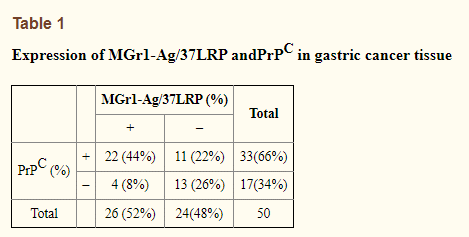 Table 1
Expression of MGr1-Ag/37LRP andPrP^C in gastric cancer tissue
MGr1-Ag/37LRP (%) Total
+ −
PrP^C (%) + 22 (44%) 11 (22%) 33(66%)
− 4 (8%) 13 (26%) 17(34%)
Total 26 (52%) 24(48%) 50